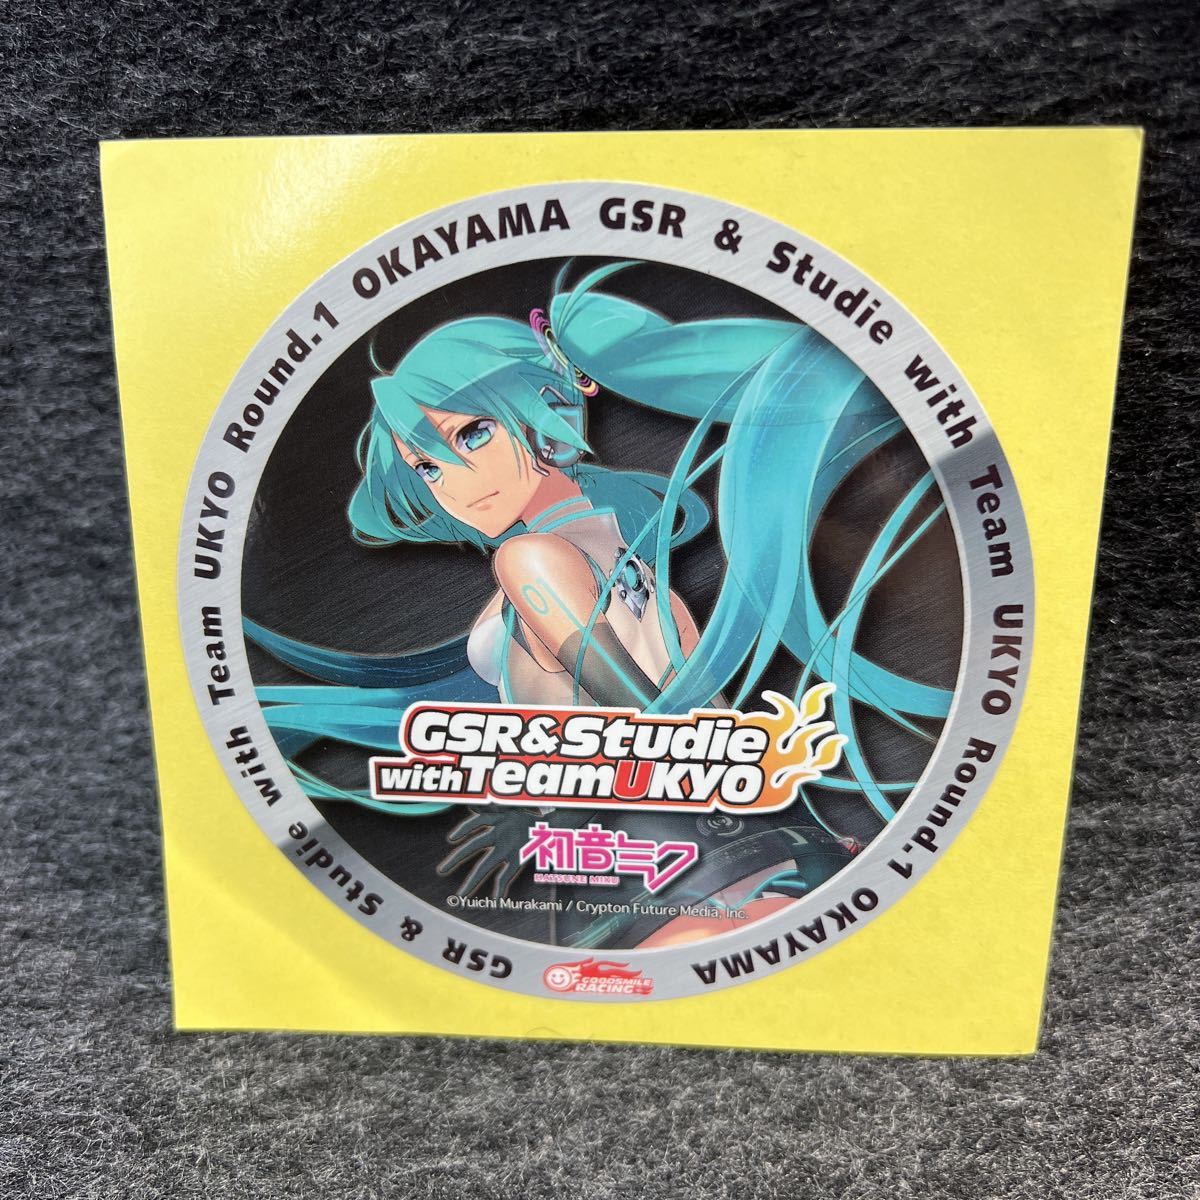 GSR & Studie with Team UKYO Round.1 OKAYAMA GSR & Studie with Team UKYO Round.1 OKAYAMA
01
GSR&Studie
withTeamUKYO
初音ミク
HATSUNE MIKU
©Yuichi Murakami / Crypton Future Media, Inc.
GOODSMILE
RACING